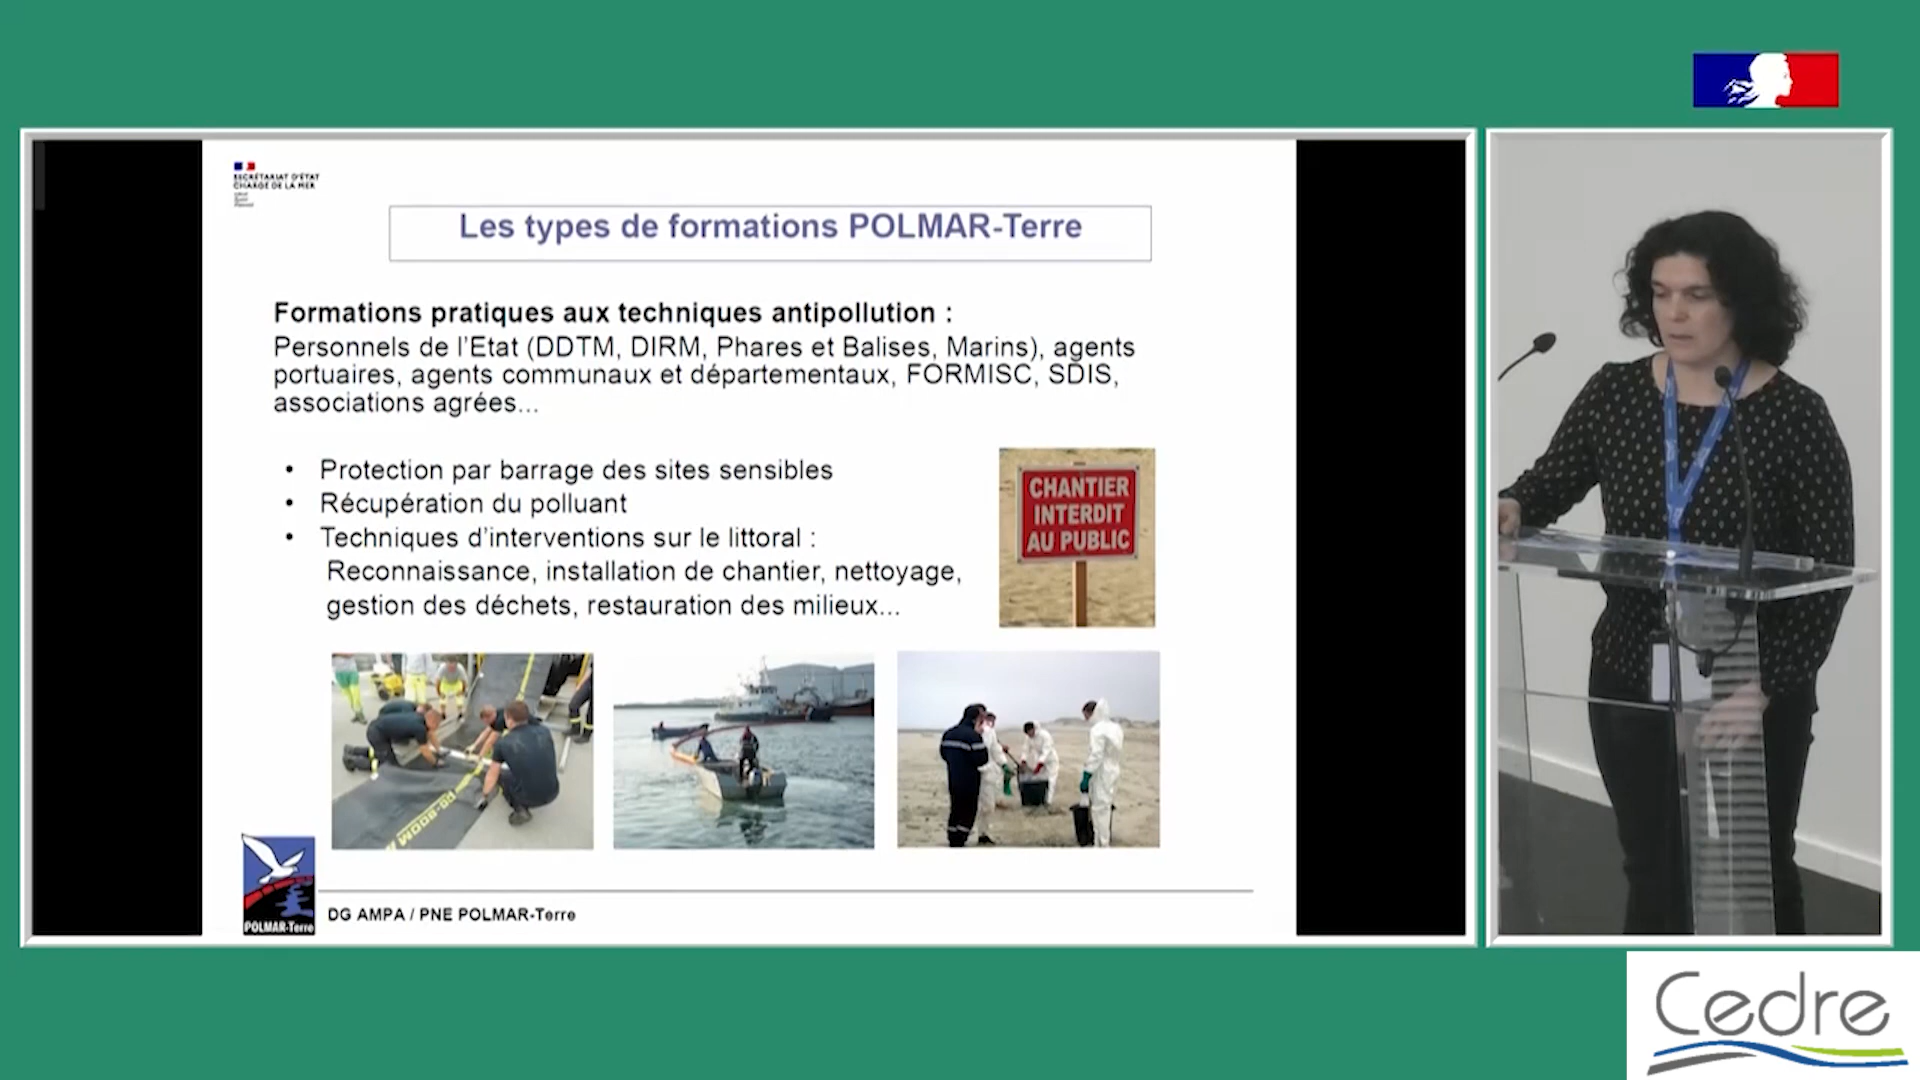 SECRÉTARIAT D'ÉTAT
CHARGÉ DE LA MER
Les types de formations POLMAR-Terre
Formations pratiques aux techniques antipollution :
Personnels de l'Etat (DDTM, DIRM, Phares et Balises, Marins), agents
portuaires, agents communaux et départementaux, FORMISC, SDIS,
associations agrées...
• Protection par barrage des sites sensibles
• Récupération du polluant
• Techniques d'interventions sur le littoral :
Reconnaissance, installation de chantier, nettoyage,
gestion des déchets, restauration des milieux...
CHANTIER
INTERDIT
AU PUBLIC
POLMAR-Terre
DG AMPA / PNE POLMAR-Terre
Cedre